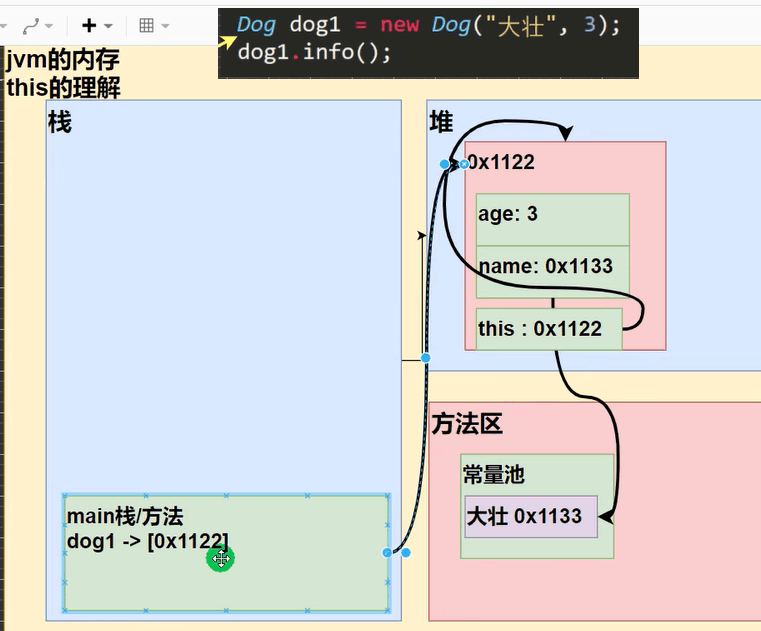 Dog dog1 = new Dog("大壮", 3);
dog1.info();
jvm的内存
this的理解
栈
堆
0x1122
age: 3
name: 0x1133
this : 0x1122
方法区
常量池
大壮 0x1133
main栈/方法
dog1 -> [0x1122]